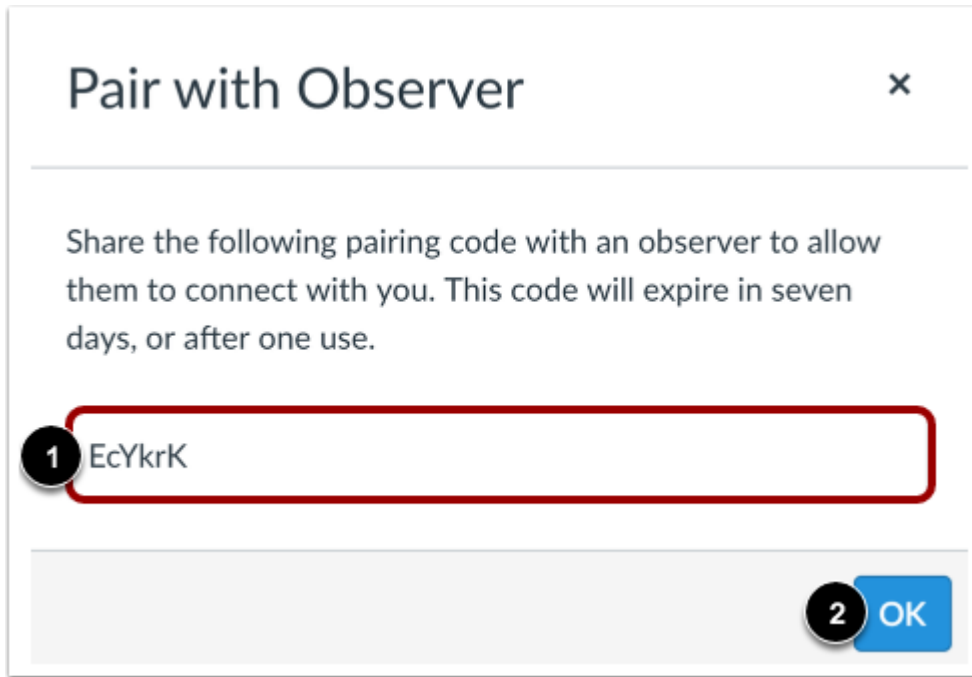 Pair with Observer ×
Share the following pairing code with an observer to allow
them to connect with you. This code will expire in seven
days, or after one use.
1 EcYkrK
2 OK